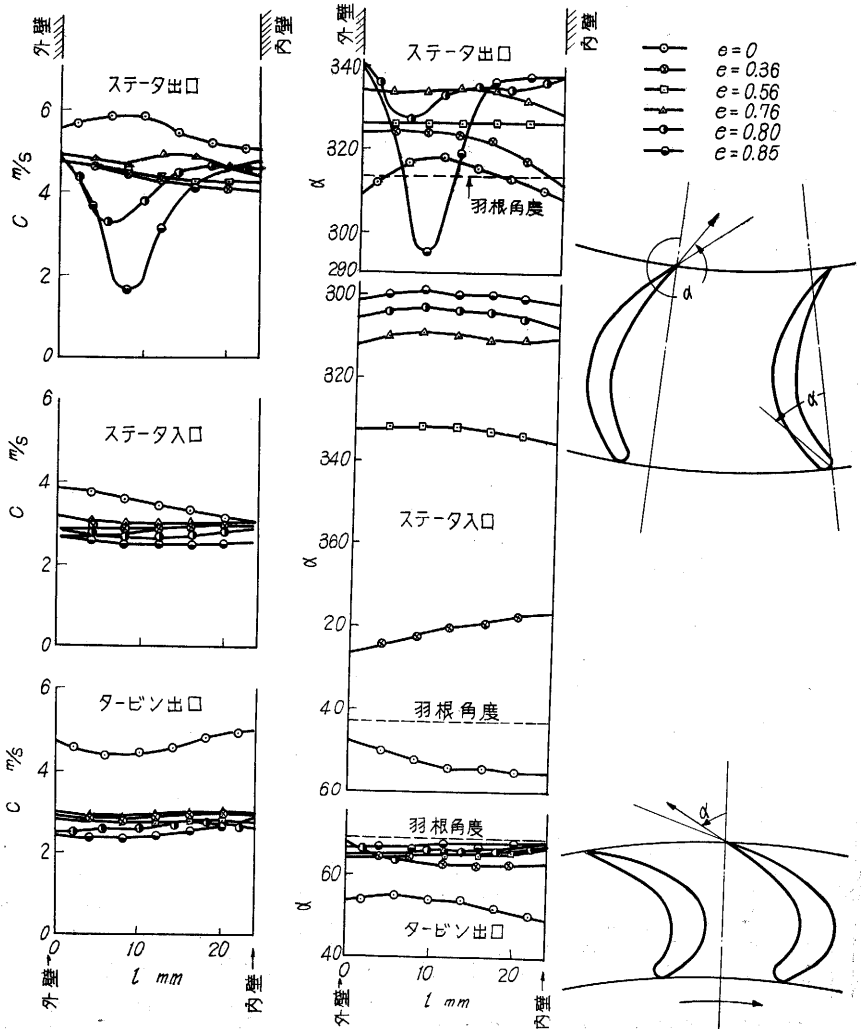 外壁
内壁
ステータ出口
6
4
2
0
C m/s
ステータ入口
6
4
2
0
C m/s
タービン出口
6
4
2
0
C m/s
0 10 20
外壁→ l mm ←内壁
外壁
内壁
ステータ出口
340
320
300
290
α
羽根角度
300
320
340
360
20
40
60
α
ステータ入口
羽根角度
羽根角度
60
40
α
タービン出口
0 10 20
外壁→ l mm ←内壁
e=0
e=0.36
e=0.56
e=0.76
e=0.80
e=0.85
α
α
α